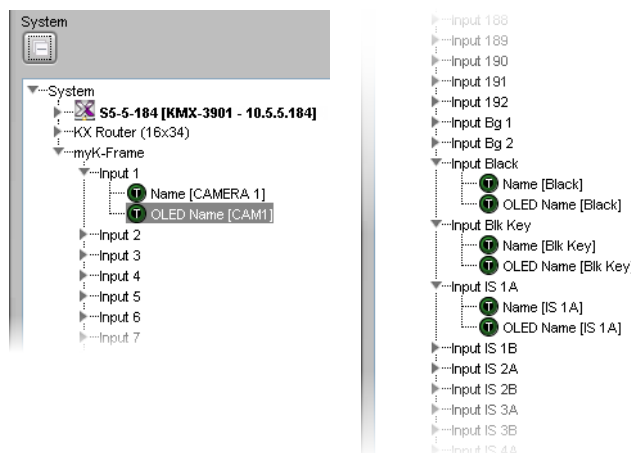 System
System
S5-5-184 [KMX-3901 - 10.5.5.184]
KX Router (16x34)
myK-Frame
Input 1
Name [CAMERA 1]
OLED Name [CAM1]
Input 2
Input 3
Input 4
Input 5
Input 6
Input 7
Input 188
Input 189
Input 190
Input 191
Input 192
Input Bg 1
Input Bg 2
Input Black
Name [Black]
OLED Name [Black]
Input Blk Key
Name [Blk Key]
OLED Name [Blk Key
Input IS 1A
Name [IS 1A]
OLED Name [IS 1A]
Input IS 1B
Input IS 2A
Input IS 2B
Input IS 3A
Input IS 3B
Input IS 4A